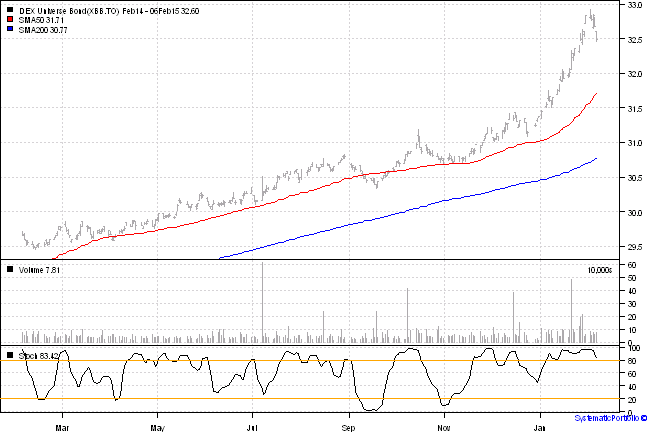 DEX Universe Bond(XBB.TO) Feb14 - 06Feb15 32.60
SMA50 31.71
SMA200 30.77
33.0
32.5
32.0
31.5
31.0
30.5
30.0
29.5
Volume 7.81
10,000s
60
50
40
30
20
10
0
Stoch 83.42
100
80
60
40
20
0
Mar May Jul Sep Nov Jan
SystematicPortfolio ©